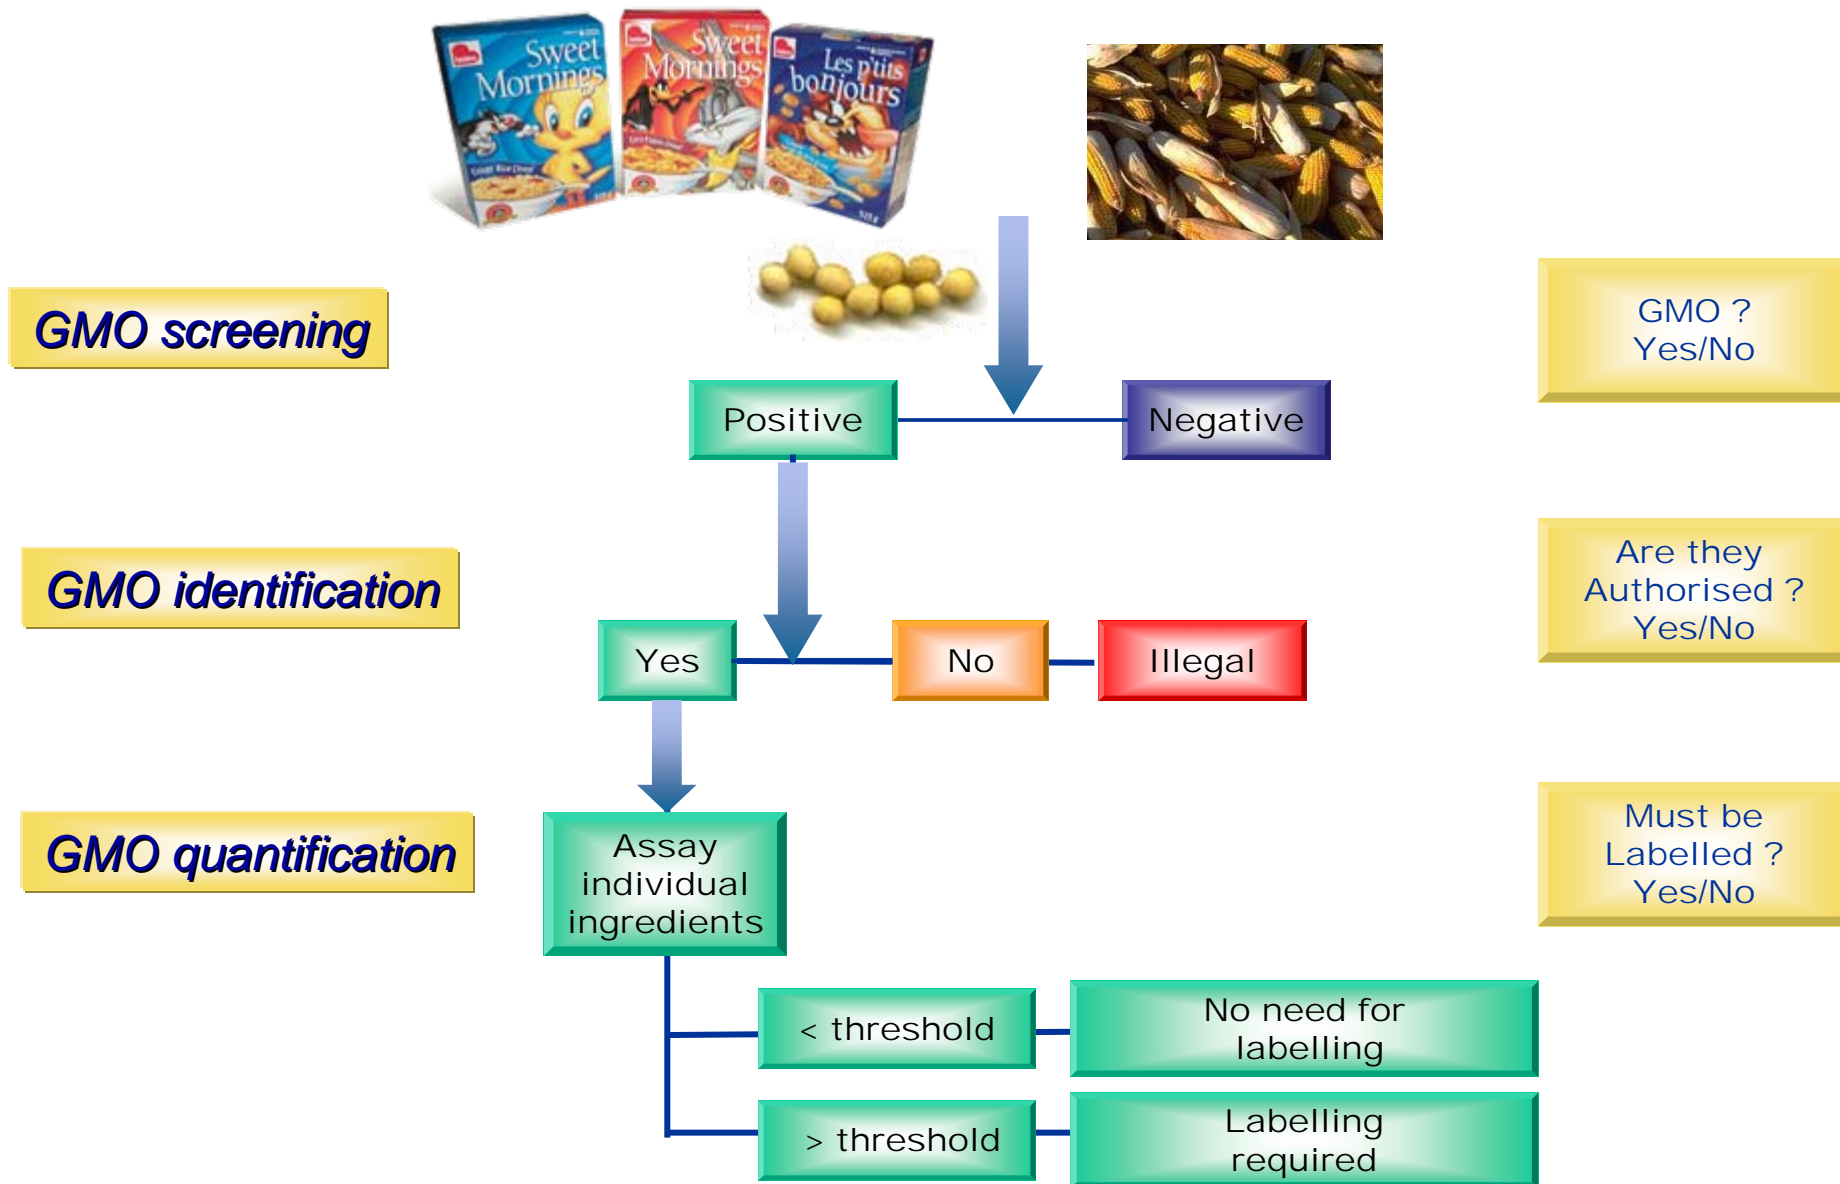 Sweet
Mornings
Sweet
Mornings
Les p'tits
bonjours
GMO screening
GMO ?
Yes/No
Positive
Negative
GMO identification
Are they
Authorised ?
Yes/No
Yes
No
Illegal
GMO quantification
Must be
Labelled ?
Yes/No
Assay
individual
ingredients
< threshold
No need for
labelling
> threshold
Labelling
required